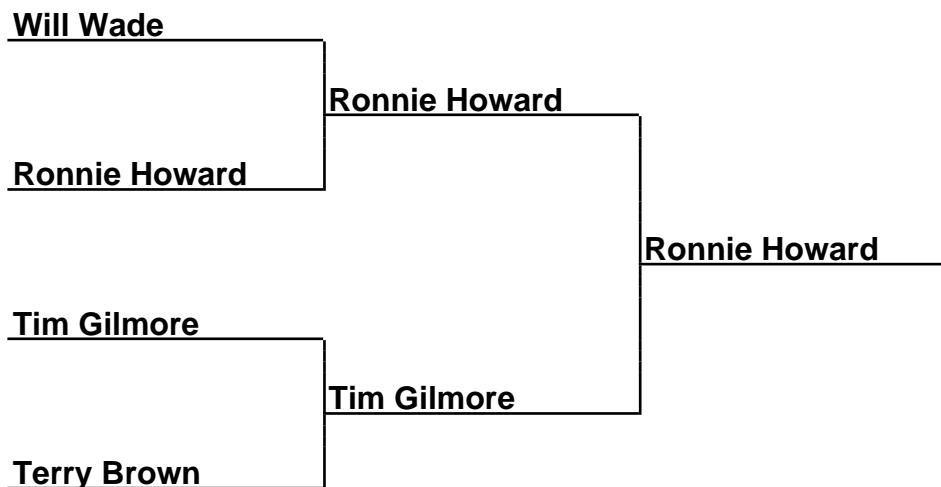 Will Wade
Ronnie Howard
Ronnie Howard
Ronnie Howard
Tim Gilmore
Tim Gilmore
Terry Brown